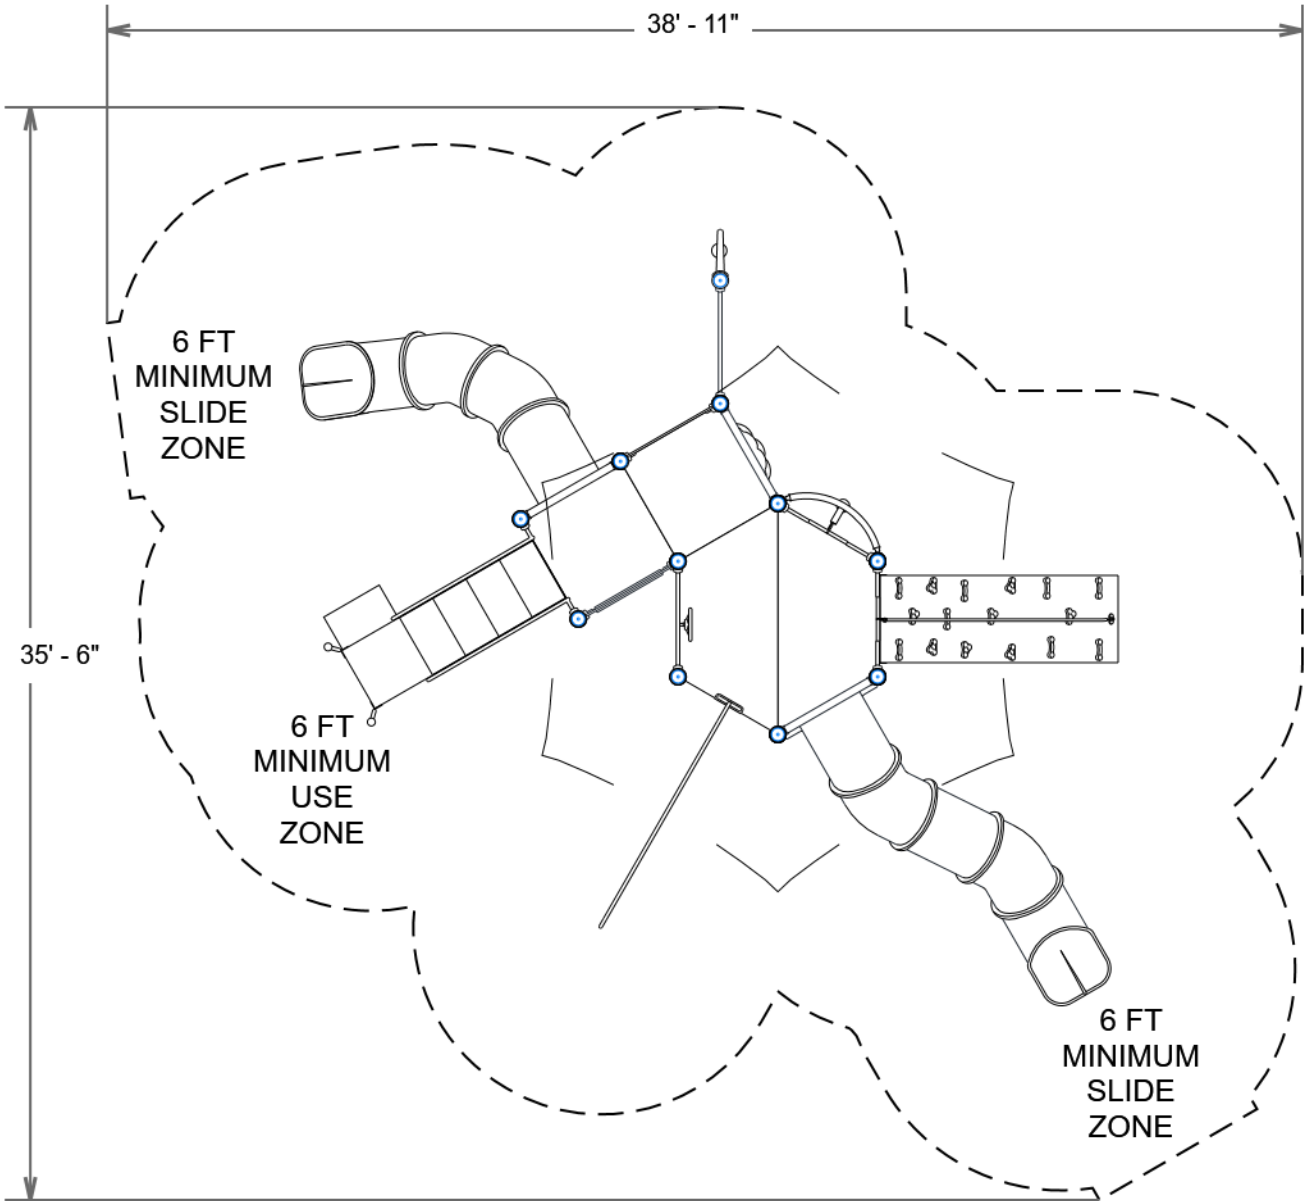 38' - 11"
6 FT
MINIMUM
SLIDE
ZONE
35' - 6"
6 FT
MINIMUM
USE
ZONE
6 FT
MINIMUM
SLIDE
ZONE